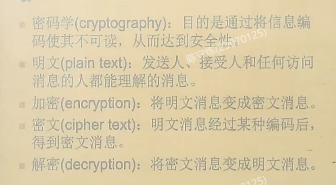 密码学(cryptography)：目的是通过将信息编
码使其不可读，从而达到安全性。
明文(plain text)：发送人、接受人和任何访问
消息的人都能理解的消息。
加密(encryption)：将明文消息变成密文消息。
密文(cipher text)：明文消息经过某种编码后，
得到密文消息。
解密(decryption)：将密文消息变成明文消息。